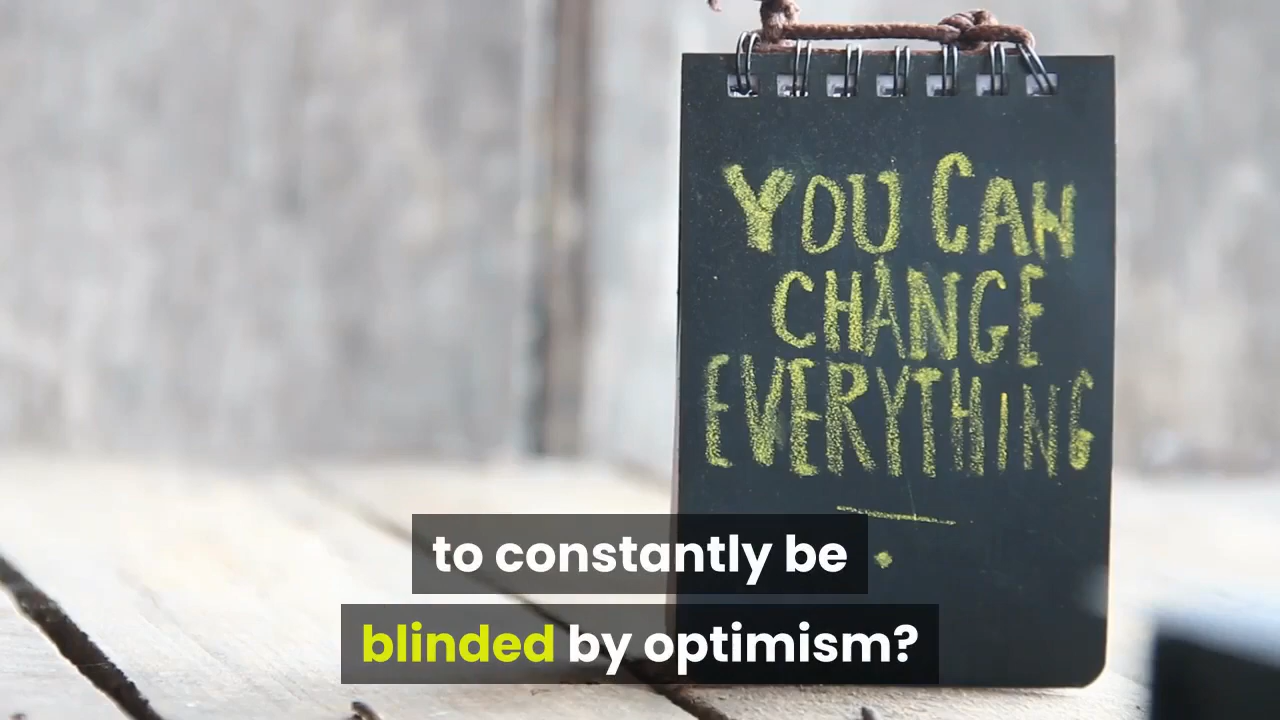 YOU CAN
CHANGE
EVERYTHING
to constantly be
blinded by optimism?